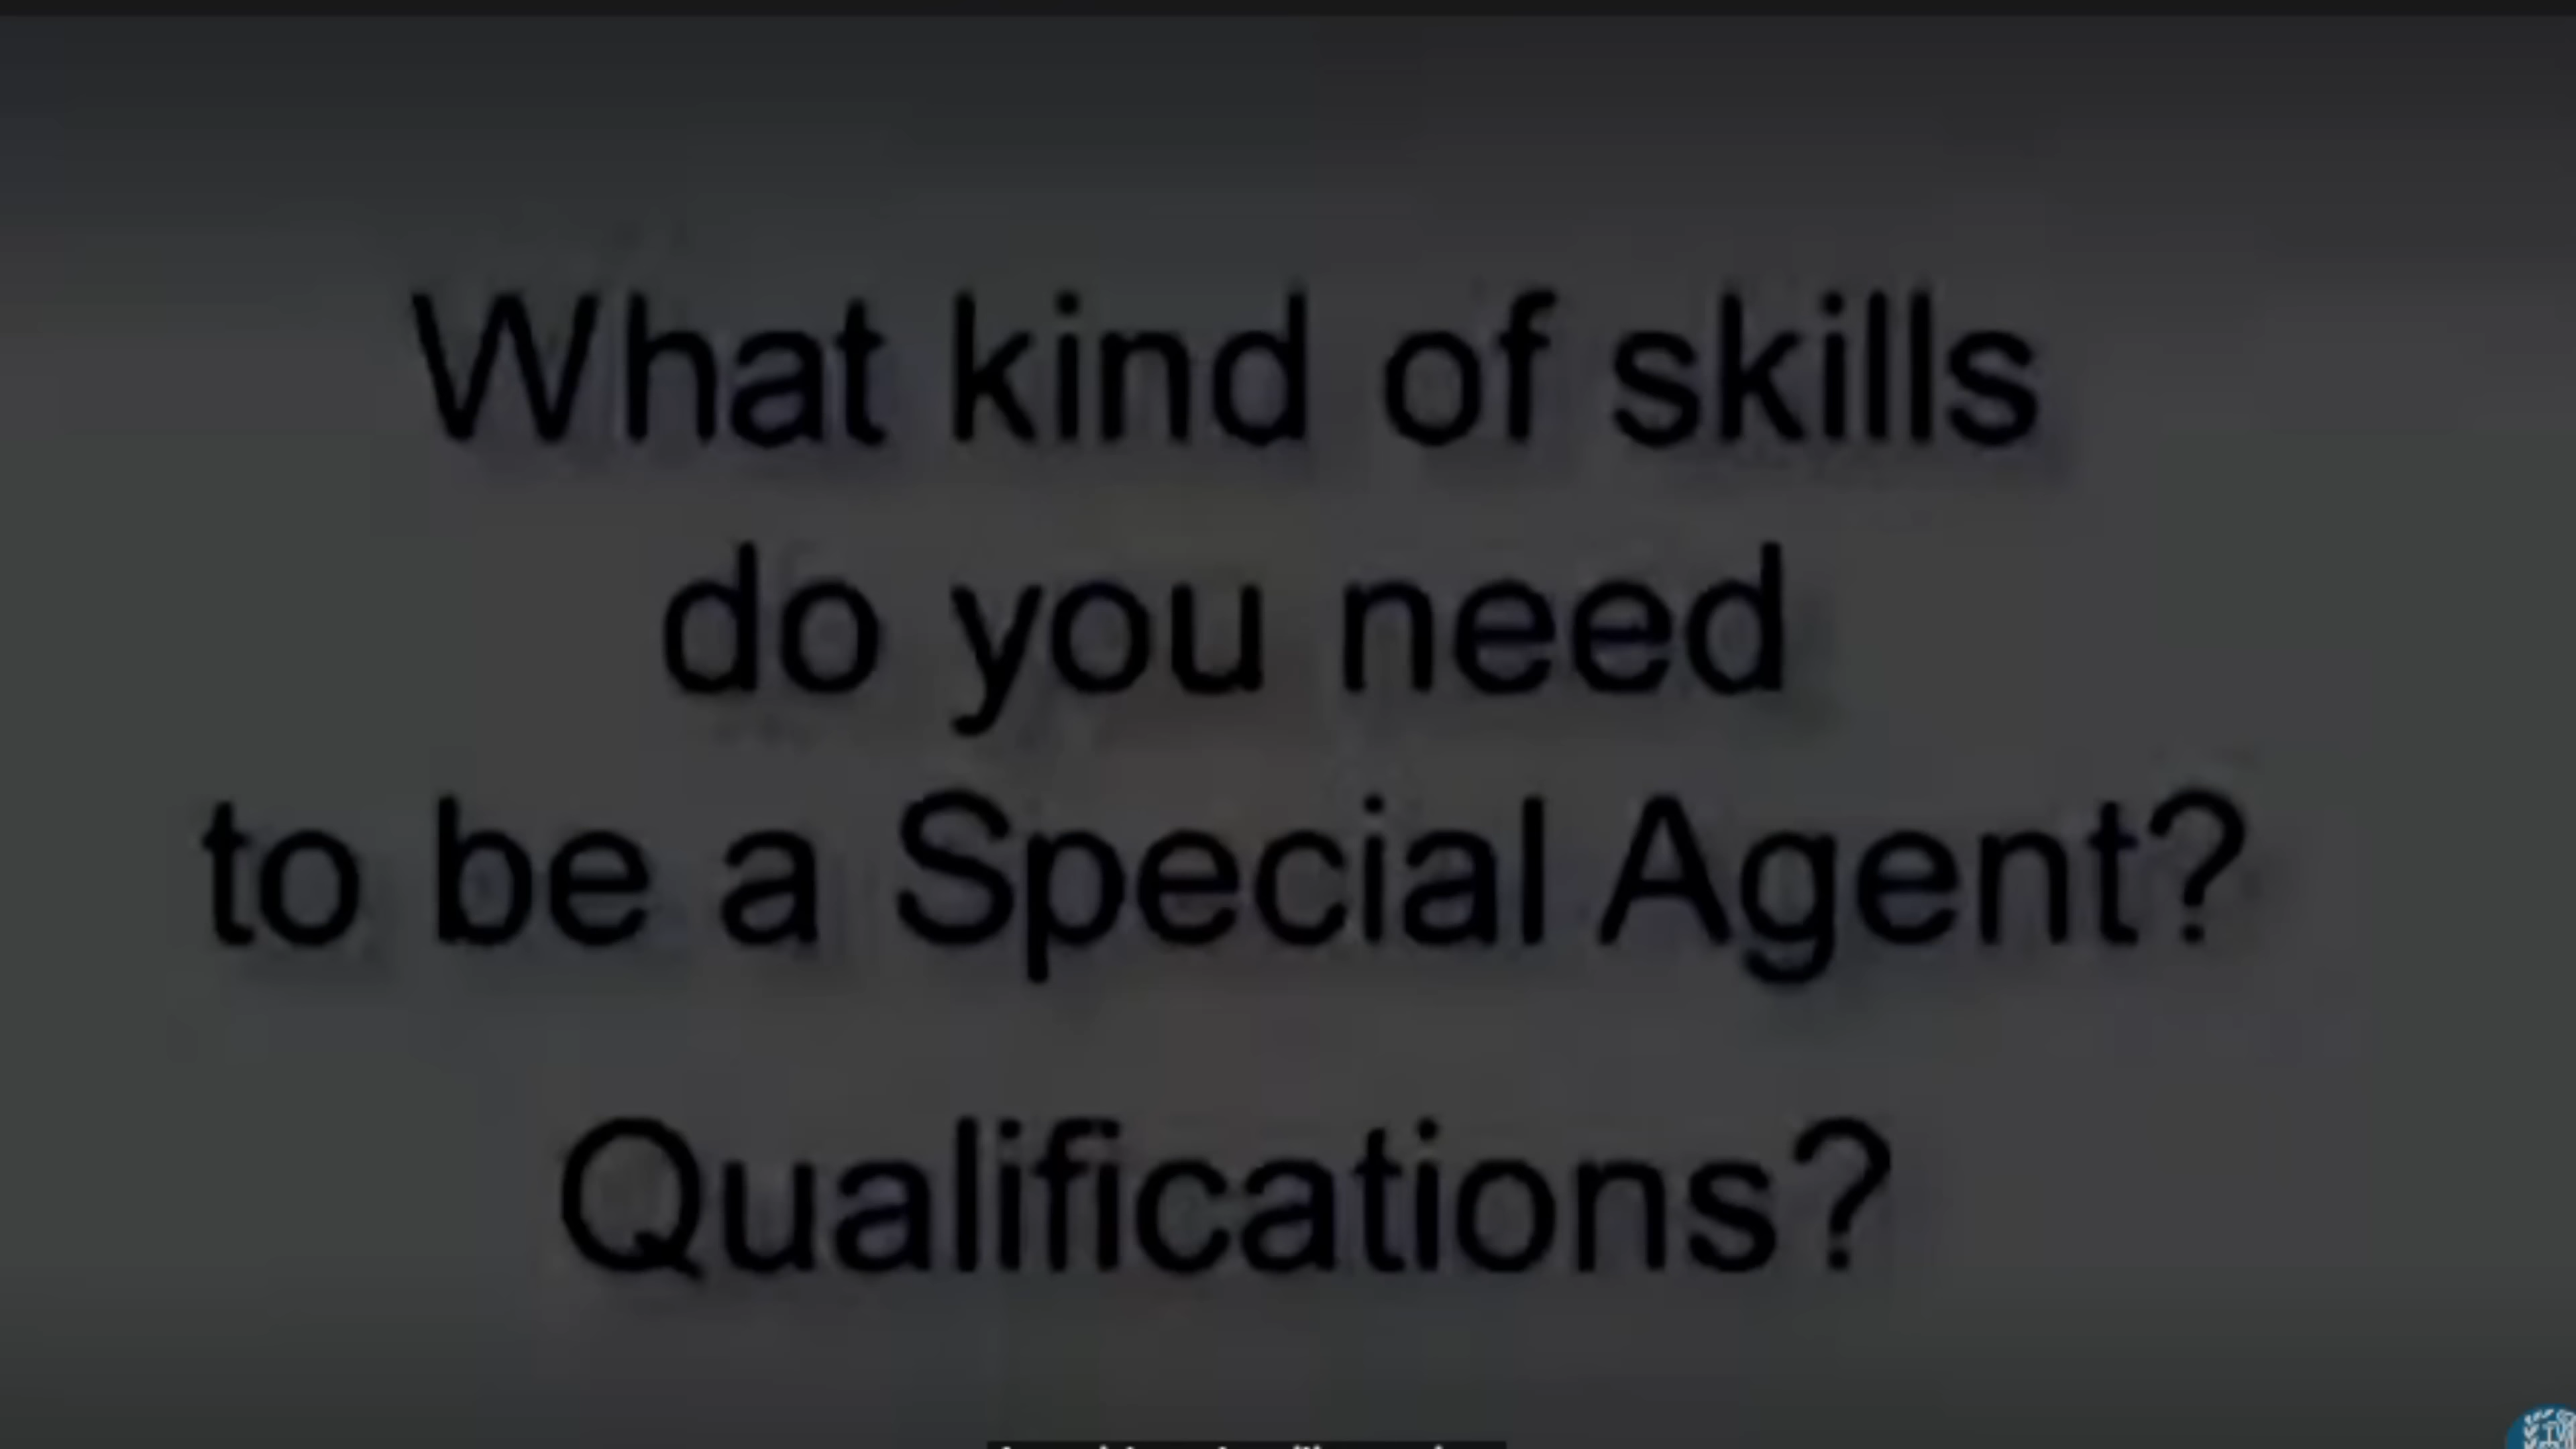 What kind of skills
do you need
to be a Special Agent?
Qualifications?